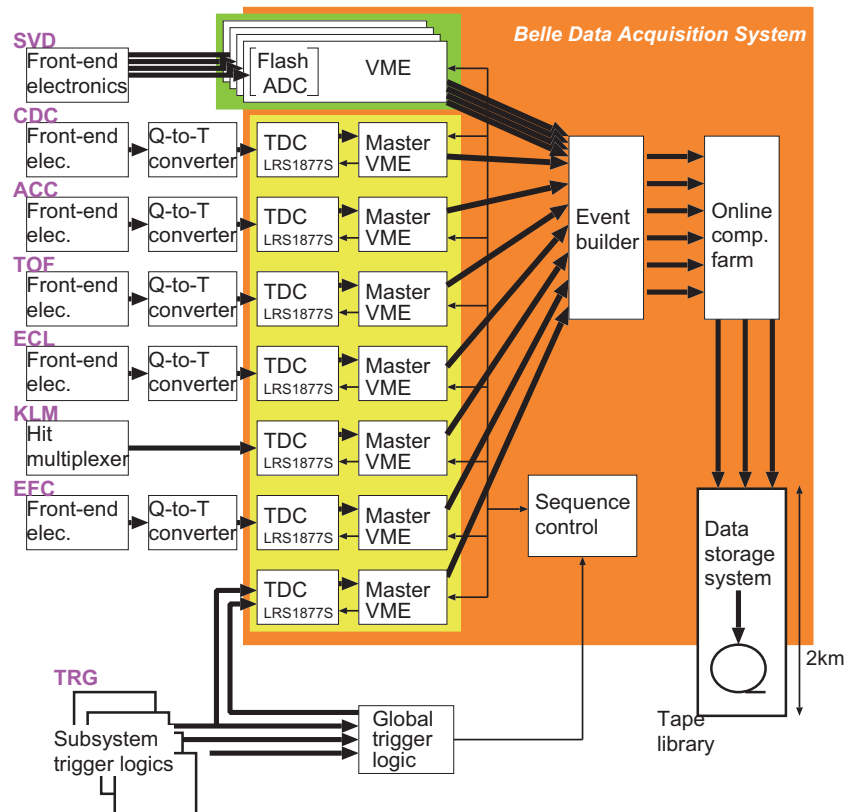 Belle Data Acquisition System
SVD
Front-end
electronics
Flash
ADC
VME
CDC
Front-end
elec.
Q-to-T
converter
TDC
LRS1877S
Master
VME
ACC
Front-end
elec.
Q-to-T
converter
TDC
LRS1877S
Master
VME
TOF
Front-end
elec.
Q-to-T
converter
TDC
LRS1877S
Master
VME
ECL
Front-end
elec.
Q-to-T
converter
TDC
LRS1877S
Master
VME
KLM
Hit
multiplexer
TDC
LRS1877S
Master
VME
EFC
Front-end
elec.
Q-to-T
converter
TDC
LRS1877S
Master
VME
TDC
LRS1877S
Master
VME
Event
builder
Online
comp.
farm
Sequence
control
Data
storage
system
2km
Tape
library
TRG
Subsystem
trigger logics
Global
trigger
logic